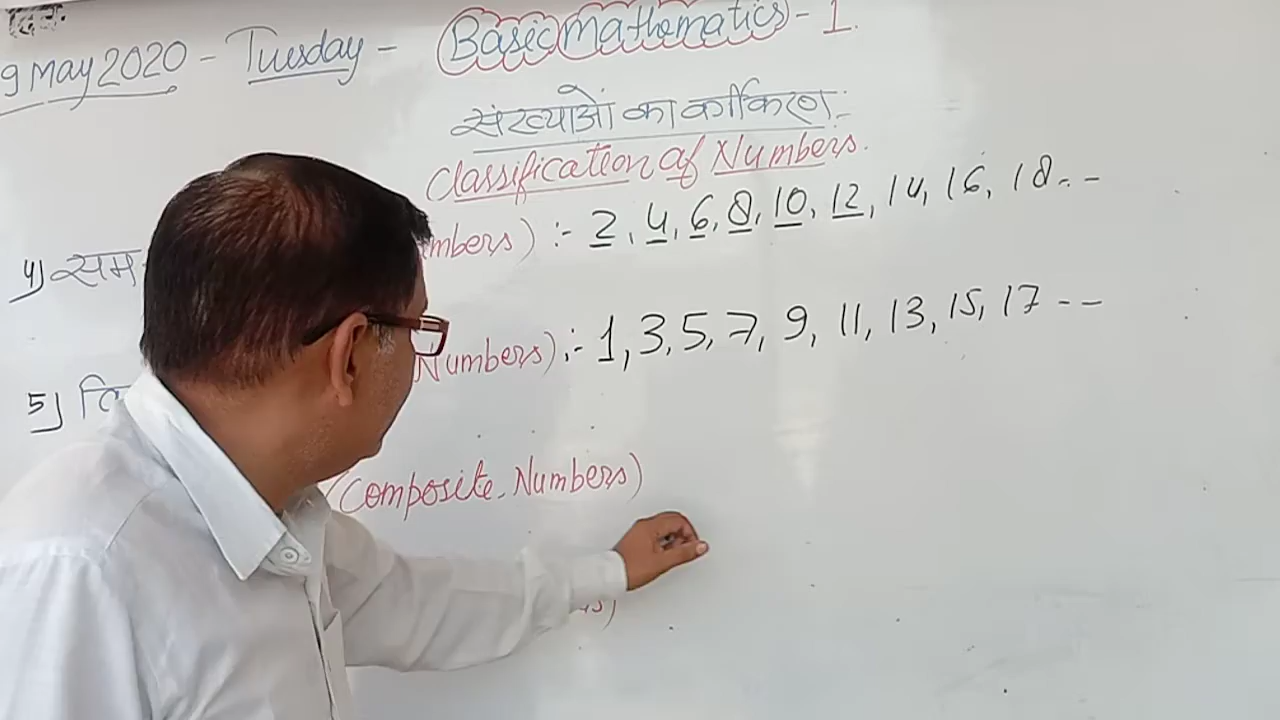 9 May 2020 - Tuesday - Basic Mathematics - 1.
संख्याओं का वर्गीकरण:-
Classification of Numbers.
4) सम mbers) :- 2, 4, 6, 8, 10, 12, 14, 16, 18 - -
5) वि Numbers) :- 1, 3, 5, 7, 9, 11, 13, 15, 17 - -
(Composite Numbers)